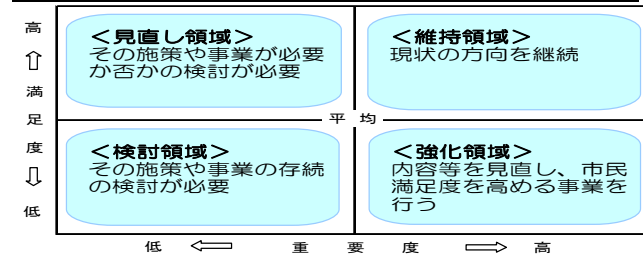 高
⇧
満
足
度
⇩
低
＜見直し領域＞
その施策や事業が必要
か否かの検討が必要
＜維持領域＞
現状の方向を継続
平 均
＜検討領域＞
その施策や事業の存続
の検討が必要
＜強化領域＞
内容等を見直し、市民
満足度を高める事業を
行う
低 ⇦ 重 要 度 ⇨ 高